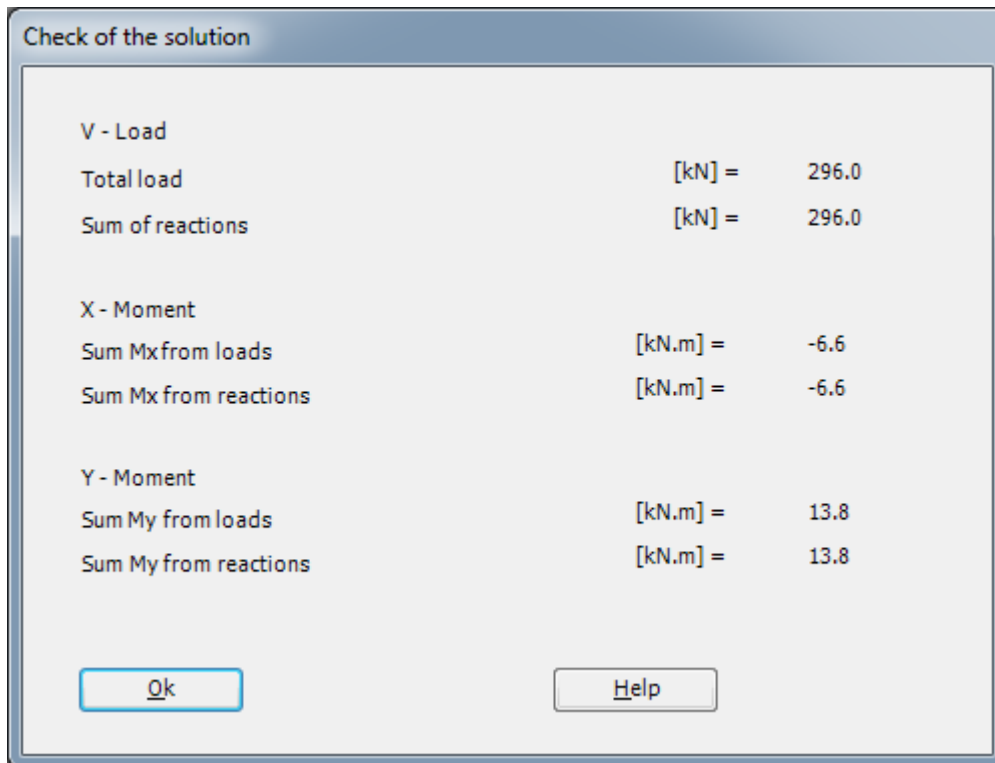 Check of the solution
V - Load
Total load [kN] = 296.0
Sum of reactions [kN] = 296.0
X - Moment
Sum Mx from loads [kN.m] = -6.6
Sum Mx from reactions [kN.m] = -6.6
Y - Moment
Sum My from loads [kN.m] = 13.8
Sum My from reactions [kN.m] = 13.8
Ok Help